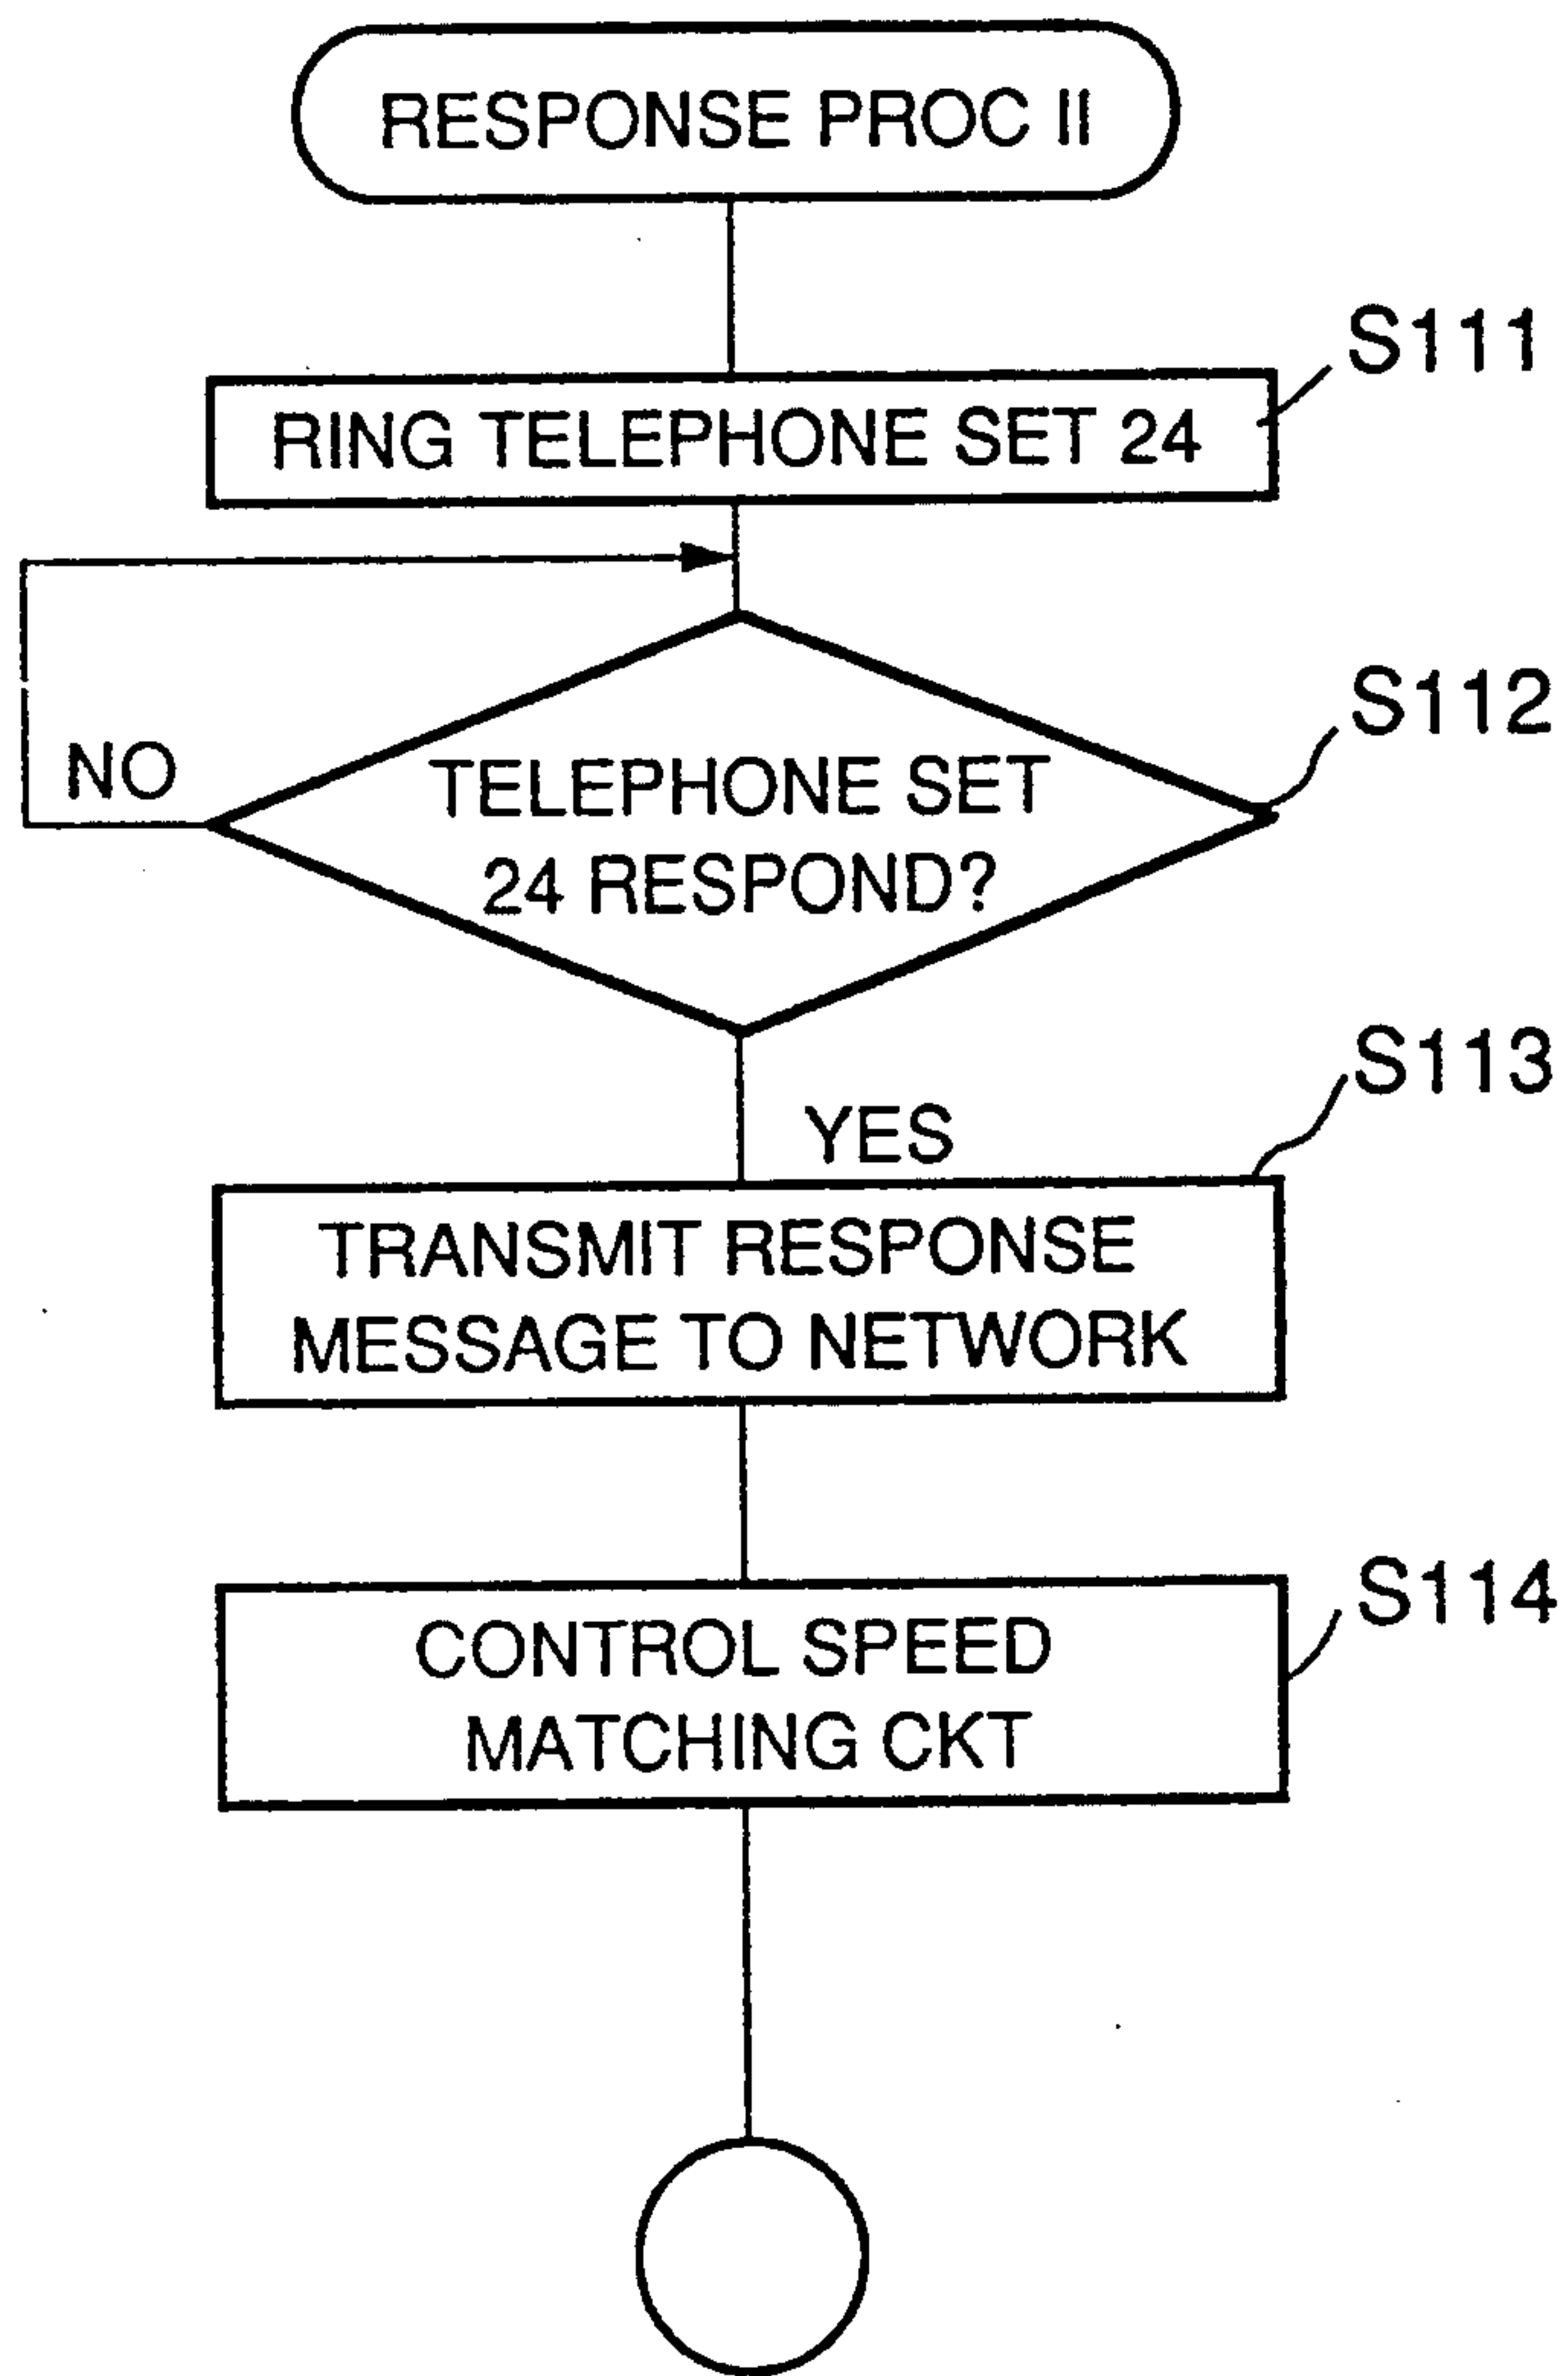 RESPONSE PROC II
S111
RING TELEPHONE SET 24
S112
NO
TELEPHONE SET
24 RESPOND?
S113
YES
TRANSMIT RESPONSE
MESSAGE TO NETWORK
S114
CONTROL SPEED
MATCHING CKT